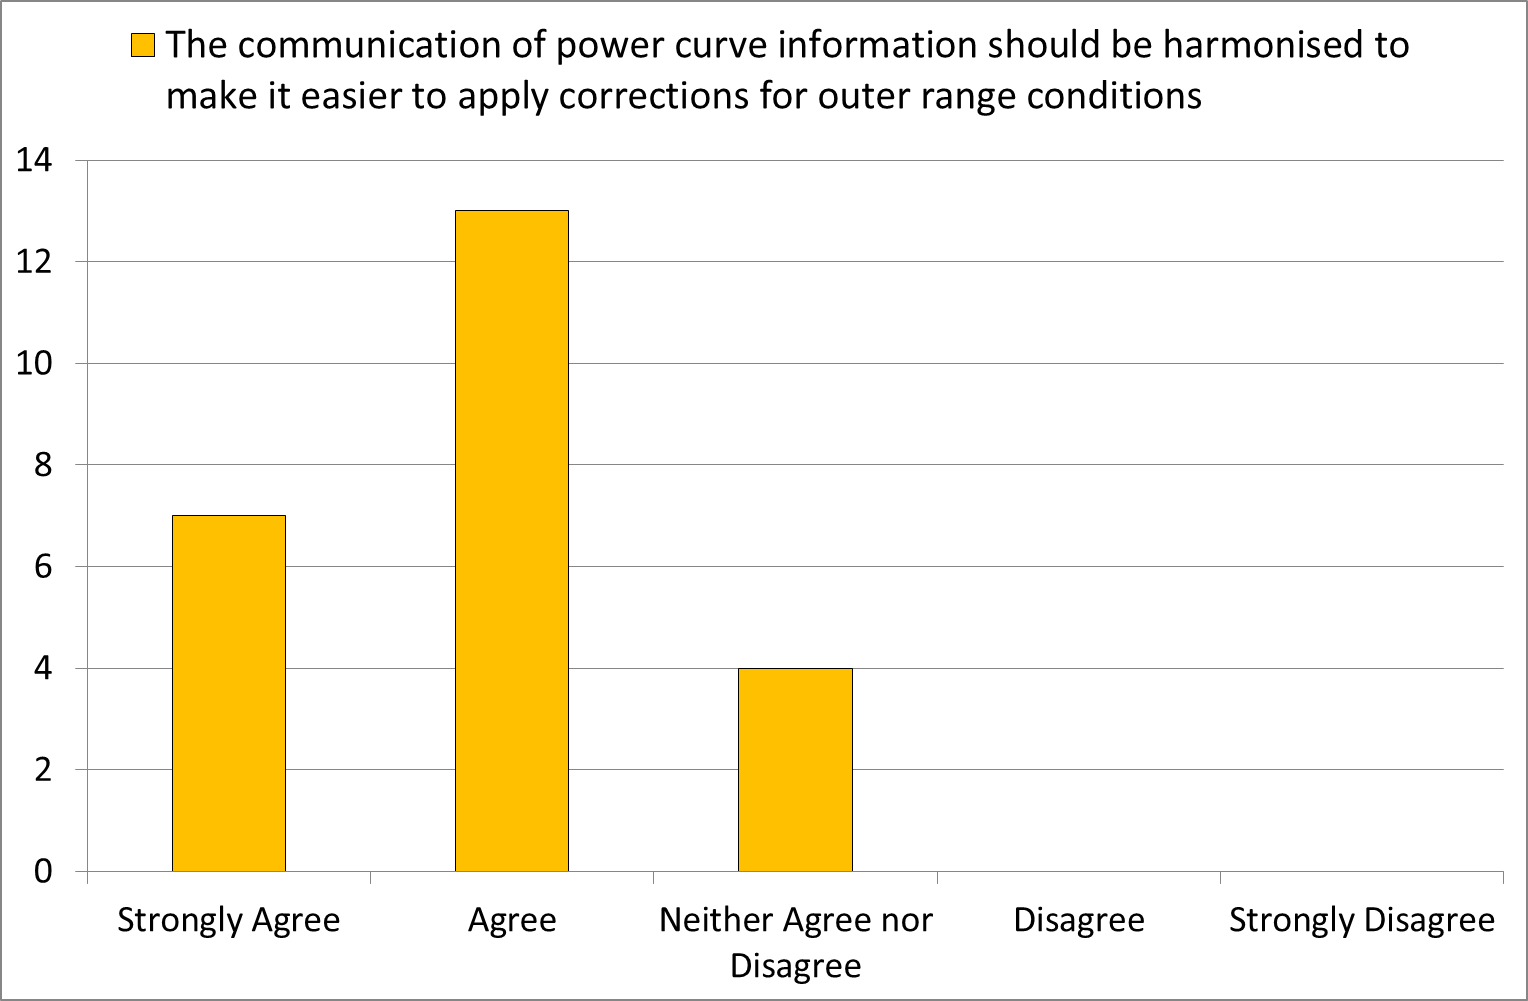 The communication of power curve information should be harmonised to
make it easier to apply corrections for outer range conditions
14
12
10
8
6
4
2
0
Strongly Agree
Agree
Neither Agree nor
Disagree
Disagree
Strongly Disagree